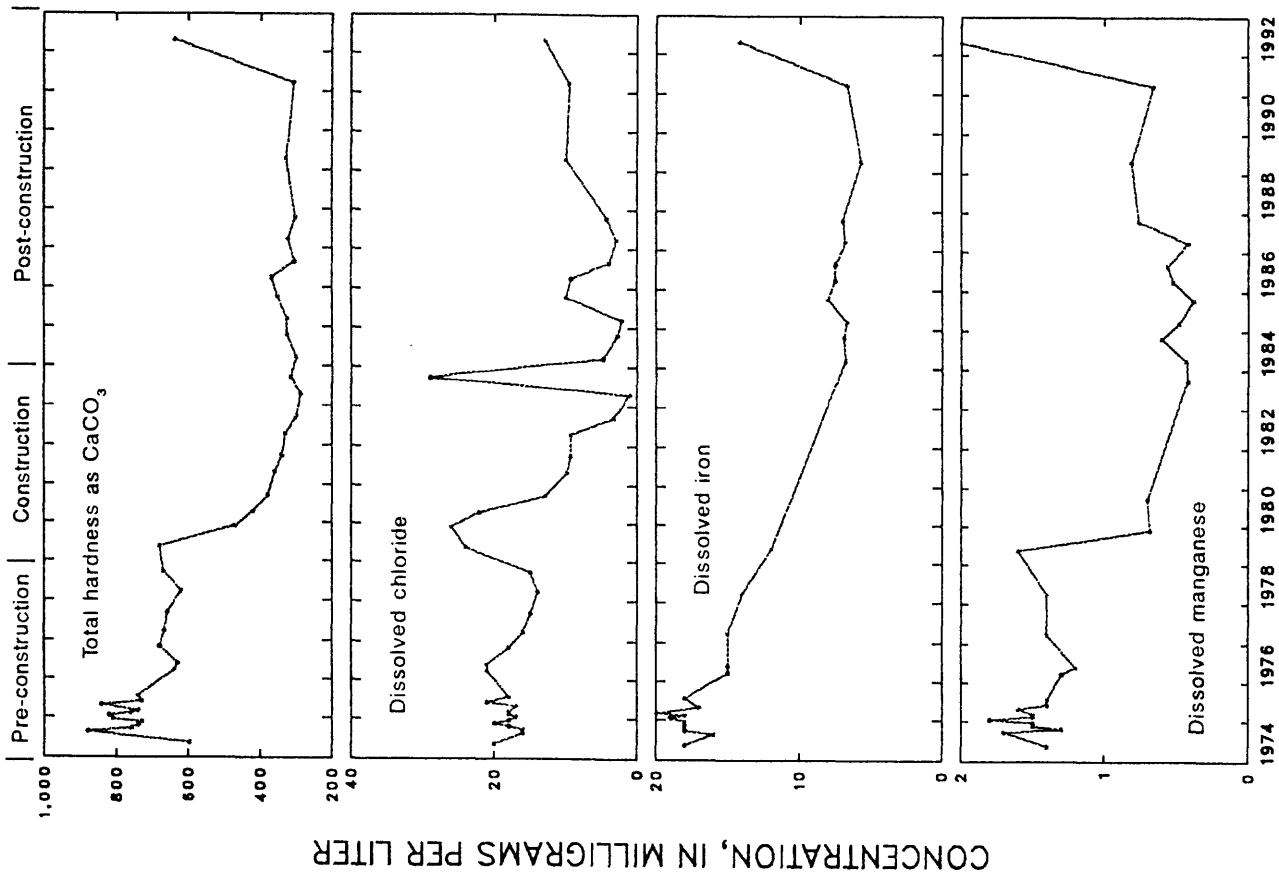 Pre-construction | Construction | Post-construction
CONCENTRATION, IN MILLIGRAMS PER LITER
1,000
800
600
400
200
Total hardness as CaCO₃
40
20
0
Dissolved chloride
20
10
0
Dissolved iron
2
1
0
Dissolved manganese
1974 1976 1978 1980 1982 1984 1986 1988 1990 1992